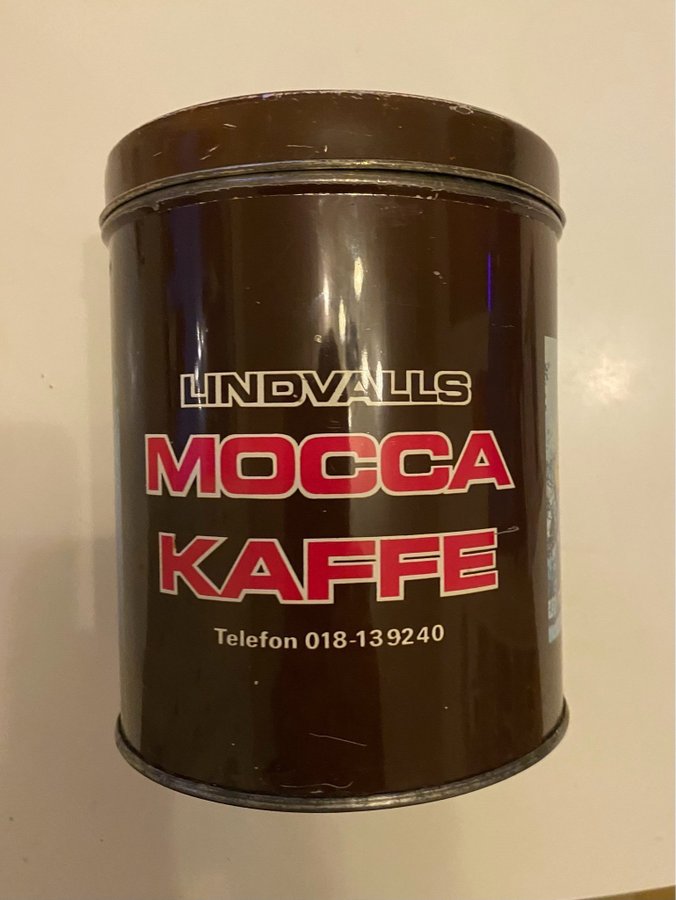 LINDVALLS
MOCCA
KAFFE
Telefon 018-139240